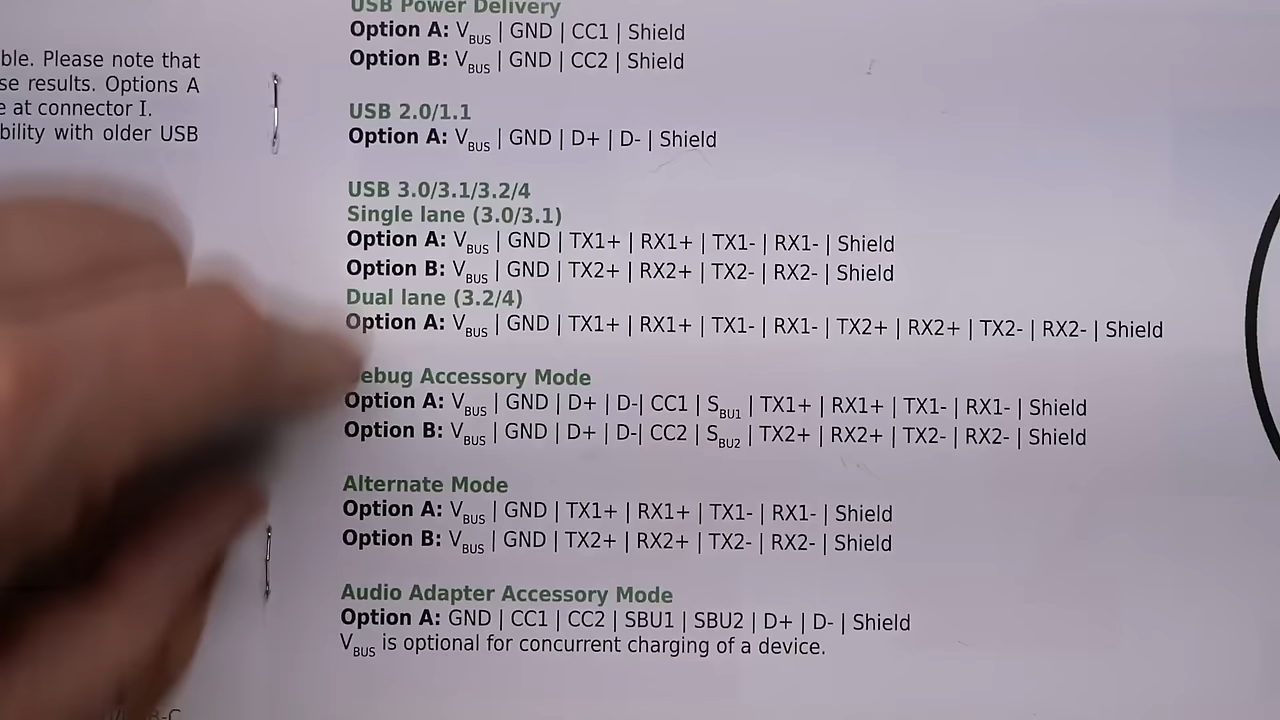 ble. Please note that
se results. Options A
e at connector I.
bility with older USB
USB Power Delivery
Option A: VBUS | GND | CC1 | Shield
Option B: VBUS | GND | CC2 | Shield
USB 2.0/1.1
Option A: VBUS | GND | D+ | D- | Shield
USB 3.0/3.1/3.2/4
Single lane (3.0/3.1)
Option A: VBUS | GND | TX1+ | RX1+ | TX1- | RX1- | Shield
Option B: VBUS | GND | TX2+ | RX2+ | TX2- | RX2- | Shield
Dual lane (3.2/4)
Option A: VBUS | GND | TX1+ | RX1+ | TX1- | RX1- | TX2+ | RX2+ | TX2- | RX2- | Shield
ebug Accessory Mode
Option A: VBUS | GND | D+ | D-| CC1 | SBU1 | TX1+ | RX1+ | TX1- | RX1- | Shield
Option B: VBUS | GND | D+ | D-| CC2 | SBU2 | TX2+ | RX2+ | TX2- | RX2- | Shield
Alternate Mode
Option A: VBUS | GND | TX1+ | RX1+ | TX1- | RX1- | Shield
Option B: VBUS | GND | TX2+ | RX2+ | TX2- | RX2- | Shield
Audio Adapter Accessory Mode
Option A: GND | CC1 | CC2 | SBU1 | SBU2 | D+ | D- | Shield
VBUS is optional for concurrent charging of a device.